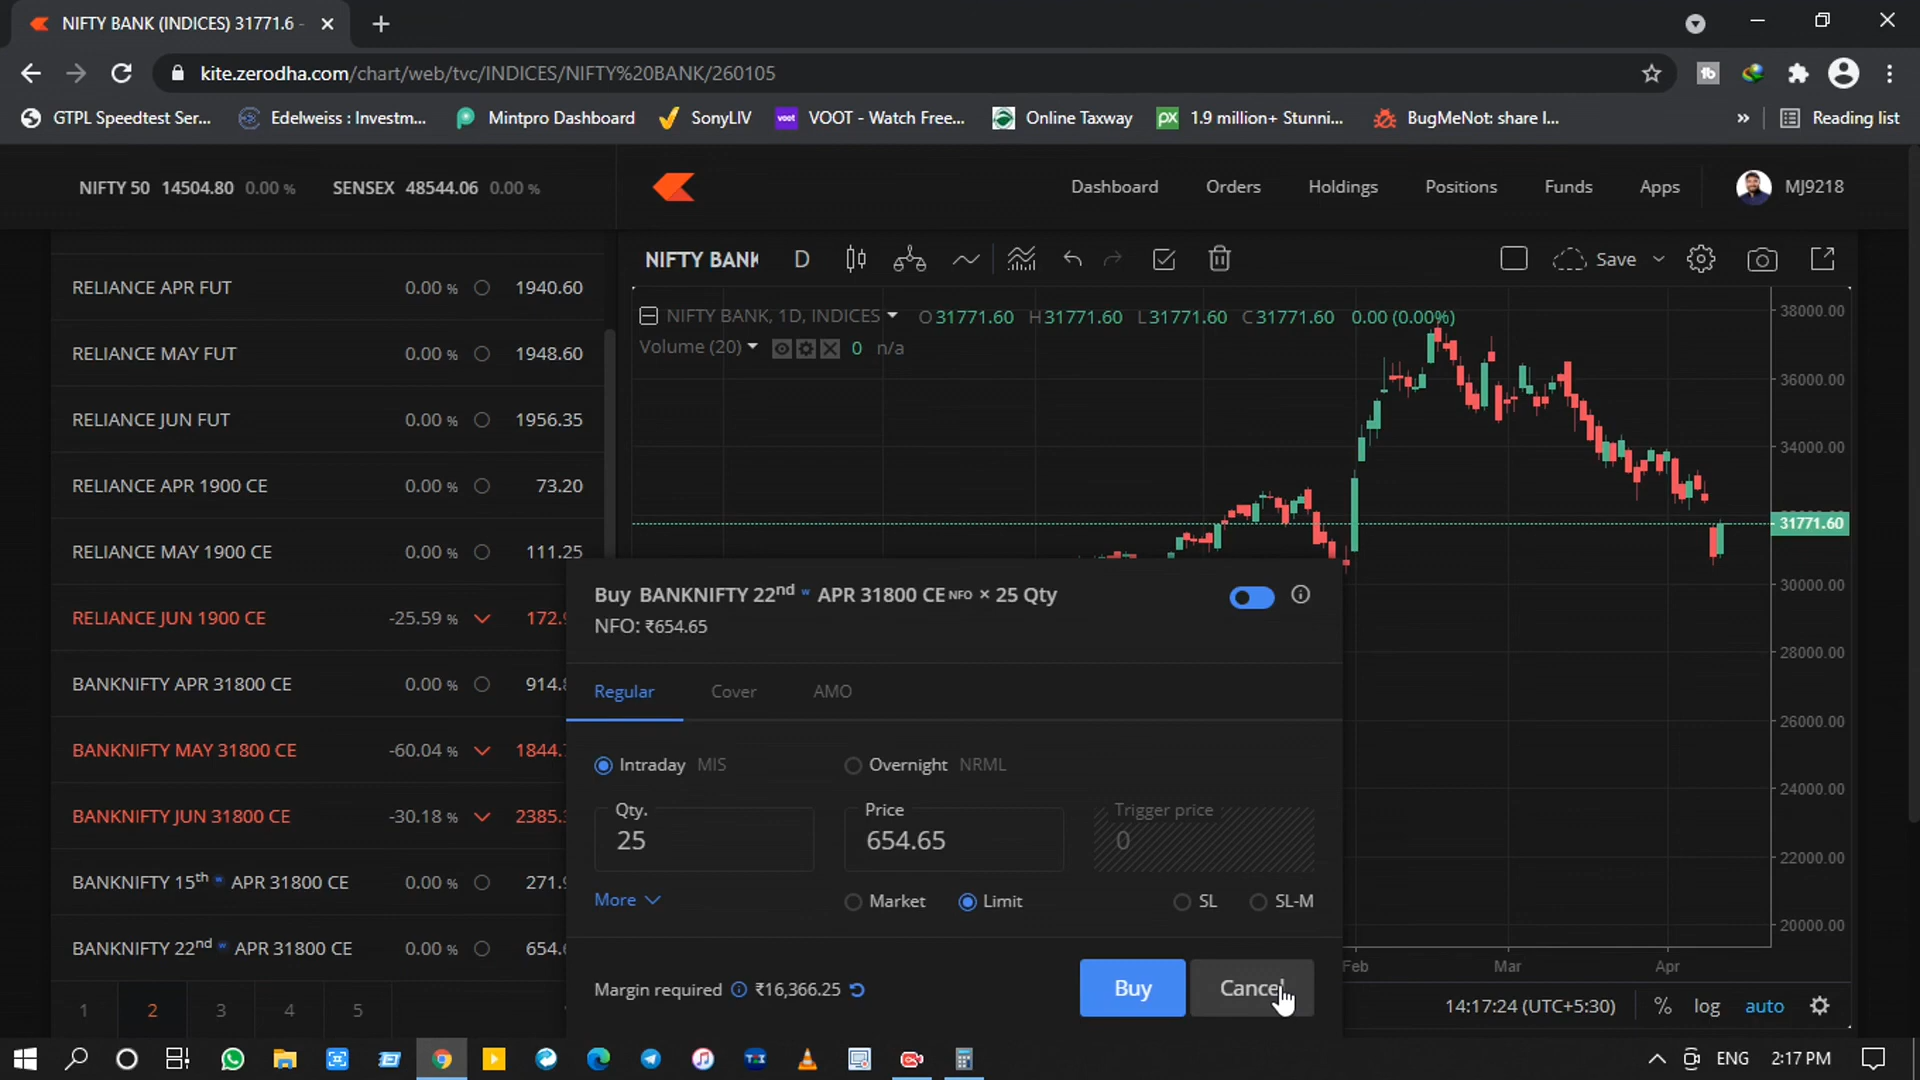 NIFTY BANK (INDICES) 31771.6 -
kite.zerodha.com/chart/web/tvc/INDICES/NIFTY%20BANK/260105
GTPL Speedtest Ser...
Edelweiss : Investm...
Mintpro Dashboard
SonyLIV
voot VOOT - Watch Free...
Online Taxway
px 1.9 million+ Stunni...
BugMeNot: share l...
»
Reading list
NIFTY 50 14504.80 0.00 %
SENSEX 48544.06 0.00 %
Dashboard
Orders
Holdings
Positions
Funds
Apps
MJ9218
RELIANCE APR FUT 0.00 % 1940.60
RELIANCE MAY FUT 0.00 % 1948.60
RELIANCE JUN FUT 0.00 % 1956.35
RELIANCE APR 1900 CE 0.00 % 73.20
RELIANCE MAY 1900 CE 0.00 % 111.25
RELIANCE JUN 1900 CE -25.59 % 172.
BANKNIFTY APR 31800 CE 0.00 % 914.
BANKNIFTY MAY 31800 CE -60.04 % 1844.
BANKNIFTY JUN 31800 CE -30.18 % 2385.
BANKNIFTY 15th w APR 31800 CE 0.00 % 271.
BANKNIFTY 22nd w APR 31800 CE 0.00 % 654.
1 2 3 4 5
NIFTY BANK D
Save
NIFTY BANK, 1D, INDICES O31771.60 H31771.60 L31771.60 C31771.60 0.00 (0.00%)
Volume (20) 0 n/a
38000.00
36000.00
34000.00
31771.60
30000.00
28000.00
26000.00
24000.00
22000.00
20000.00
Feb Mar Apr
14:17:24 (UTC+5:30) % log auto
Buy BANKNIFTY 22nd w APR 31800 CE NFO × 25 Qty
NFO: ₹654.65
Regular Cover AMO
Intraday MIS
Overnight NRML
Qty.
25
Price
654.65
Trigger price
0
More
Market Limit
SL SL-M
Margin required ₹16,366.25
Buy
Cancel
ENG 2:17 PM